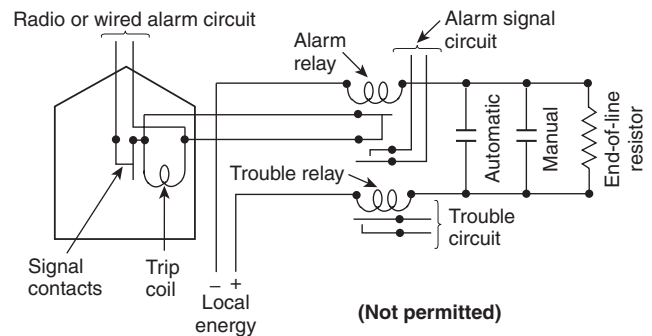 Radio or wired alarm circuit
Alarm signal
circuit
Alarm
relay
Automatic
Manual
End-of-line
resistor
Trouble relay
Trouble
circuit
Signal
contacts
Trip
coil
– +
Local
energy
(Not permitted)